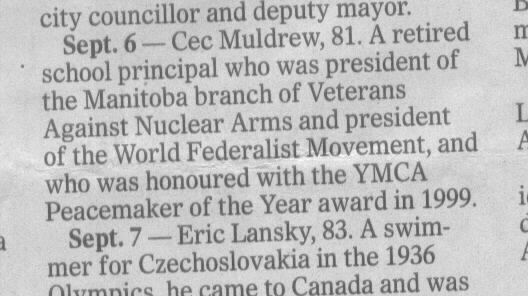 city councillor and deputy mayor.
Sept. 6 — Cec Muldrew, 81. A retired
school principal who was president of
the Manitoba branch of Veterans
Against Nuclear Arms and president
of the World Federalist Movement, and
who was honoured with the YMCA
Peacemaker of the Year award in 1999.
Sept. 7 — Eric Lansky, 83. A swim-
mer for Czechoslovakia in the 1936
Olympics, he came to Canada and was